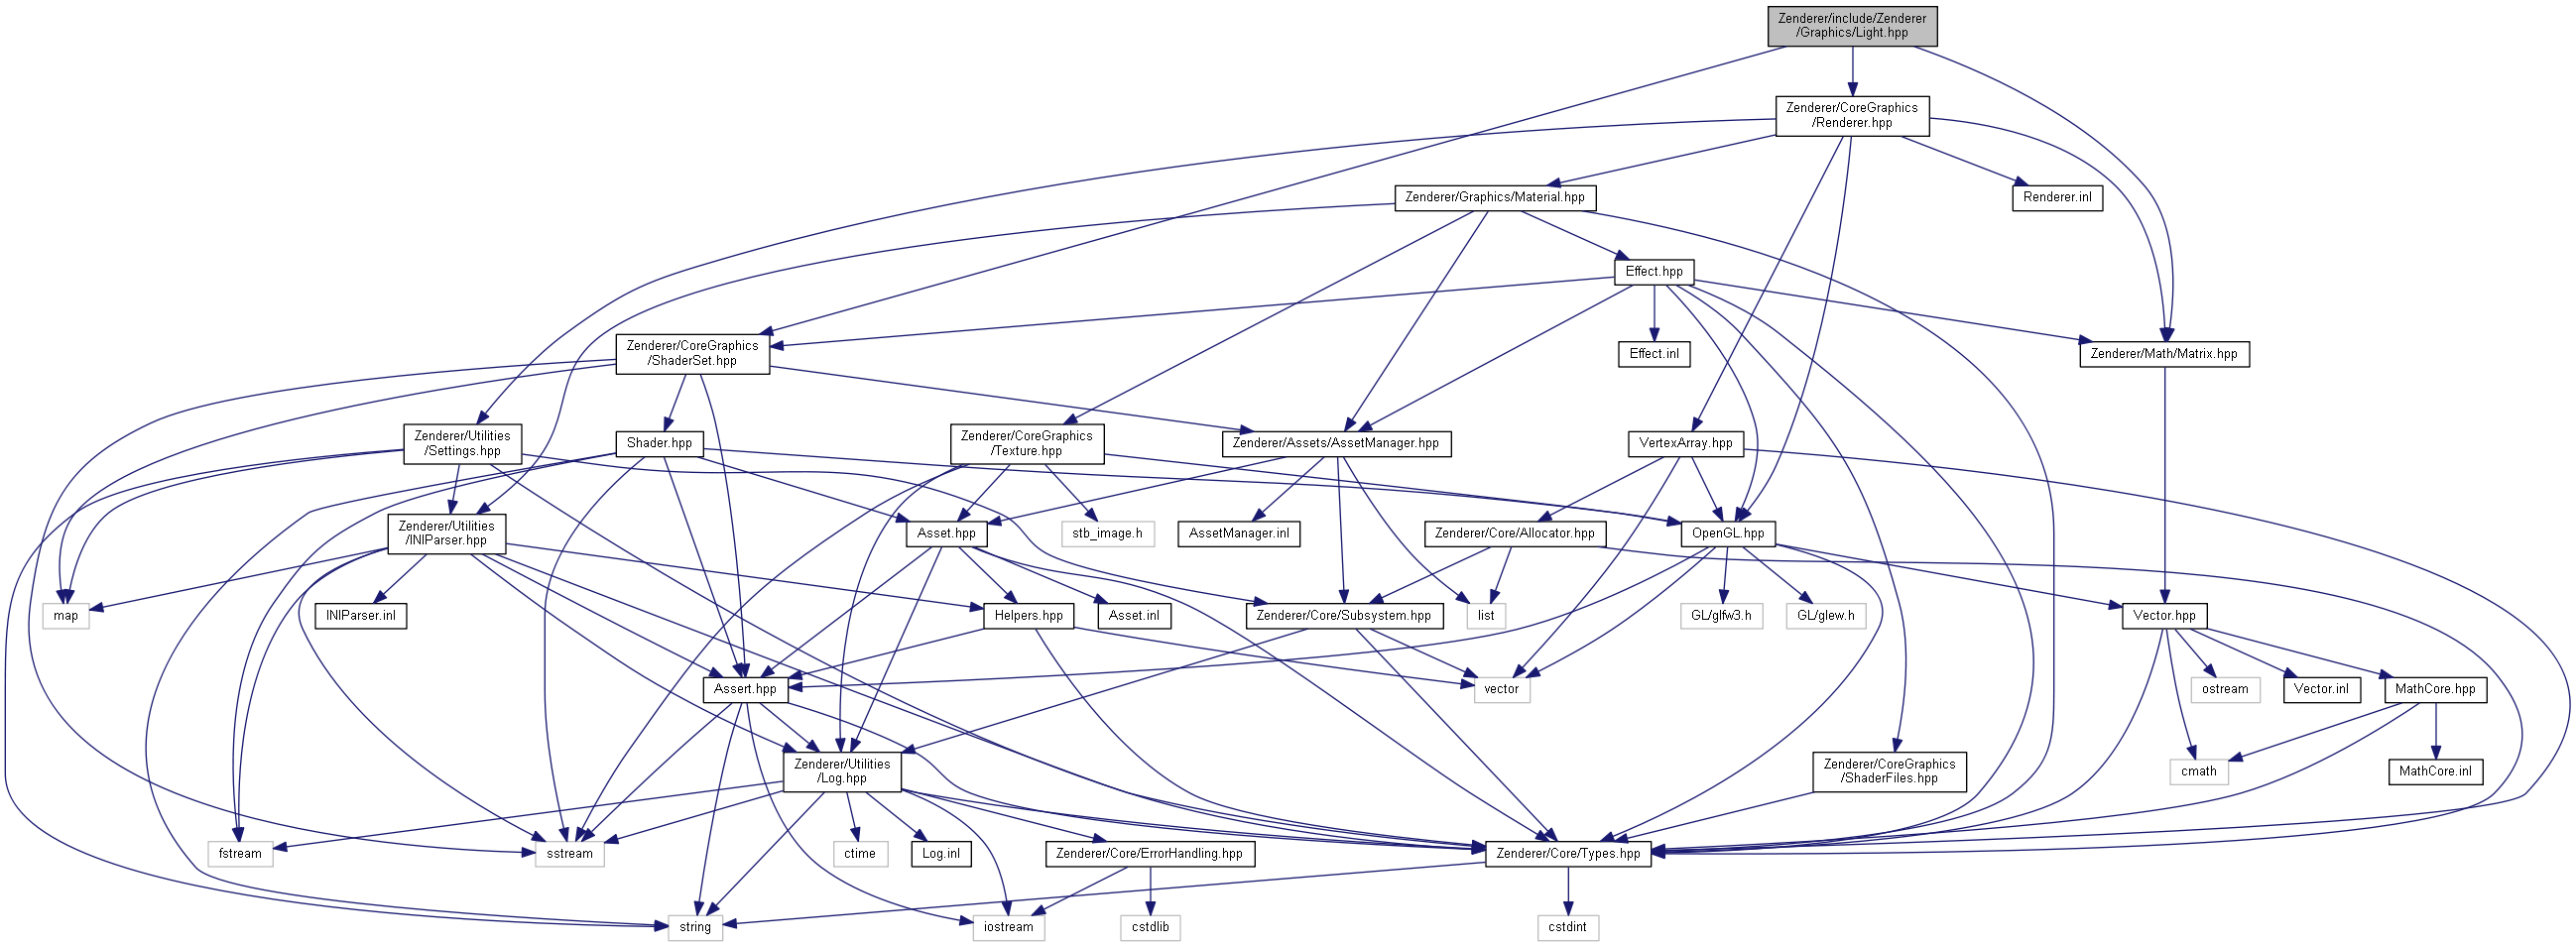 Zenderer/include/Zenderer
/Graphics/Light.hpp
Zenderer/CoreGraphics
/Renderer.hpp
Zenderer/Graphics/Material.hpp
Renderer.inl
Effect.hpp
Zenderer/CoreGraphics
/ShaderSet.hpp
Effect.inl
Zenderer/Math/Matrix.hpp
Zenderer/Utilities
/Settings.hpp
Shader.hpp
Zenderer/CoreGraphics
/Texture.hpp
Zenderer/Assets/AssetManager.hpp
VertexArray.hpp
Zenderer/Utilities
/INIParser.hpp
Asset.hpp
stb_image.h
AssetManager.inl
Zenderer/Core/Allocator.hpp
OpenGL.hpp
map
INIParser.inl
Helpers.hpp
Asset.inl
Zenderer/Core/Subsystem.hpp
list
GL/glfw3.h
GL/glew.h
Vector.hpp
Assert.hpp
vector
ostream
Vector.inl
MathCore.hpp
Zenderer/Utilities
/Log.hpp
Zenderer/CoreGraphics
/ShaderFiles.hpp
cmath
MathCore.inl
fstream
sstream
ctime
Log.inl
Zenderer/Core/ErrorHandling.hpp
Zenderer/Core/Types.hpp
string
iostream
cstdlib
cstdint